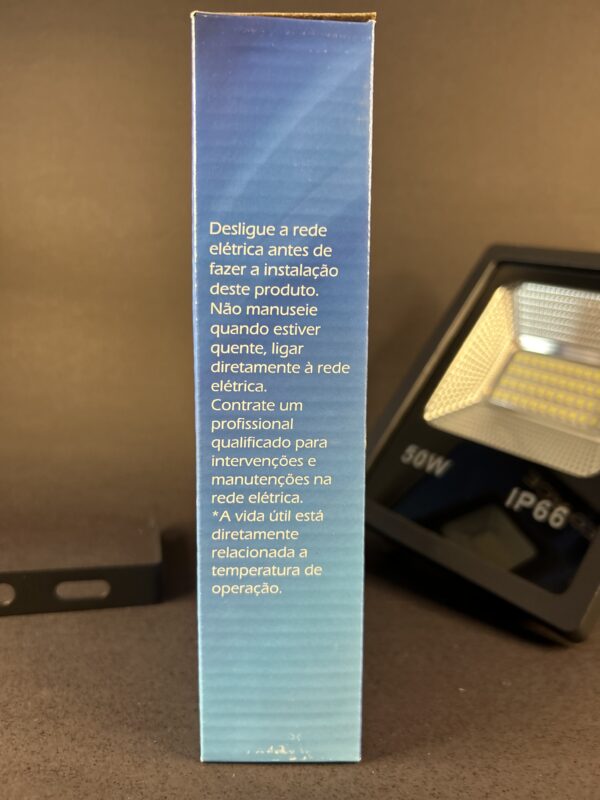 Desligue a rede
elétrica antes de
fazer a instalação
deste produto.
Não manuseie
quando estiver
quente, ligar
diretamente à rede
elétrica.
Contrate um
profissional
qualificado para
intervenções e
manutenções na
rede elétrica.
*A vida útil está
diretamente
relacionada a
temperatura de
operação.
50W
IP66